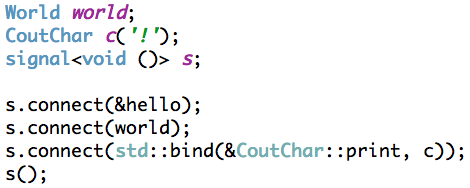 World world;
CoutChar c('!');
signal<void ()> s;
s.connect(&hello);
s.connect(world);
s.connect(std::bind(&CoutChar::print, c));
s();